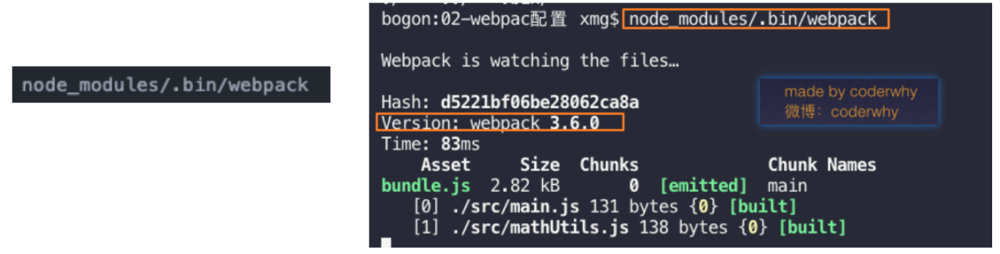 node_modules/.bin/webpack
bogon:02-webpac配置 xmg$ node_modules/.bin/webpack
Webpack is watching the files…
made by coderwhy
微博：coderwhy
Hash: d5221bf06be28062ca8a
Version: webpack 3.6.0
Time: 83ms
Asset Size Chunks Chunk Names
bundle.js 2.82 kB 0 [emitted] main
[0] ./src/main.js 131 bytes {0} [built]
[1] ./src/mathUtils.js 138 bytes {0} [built]